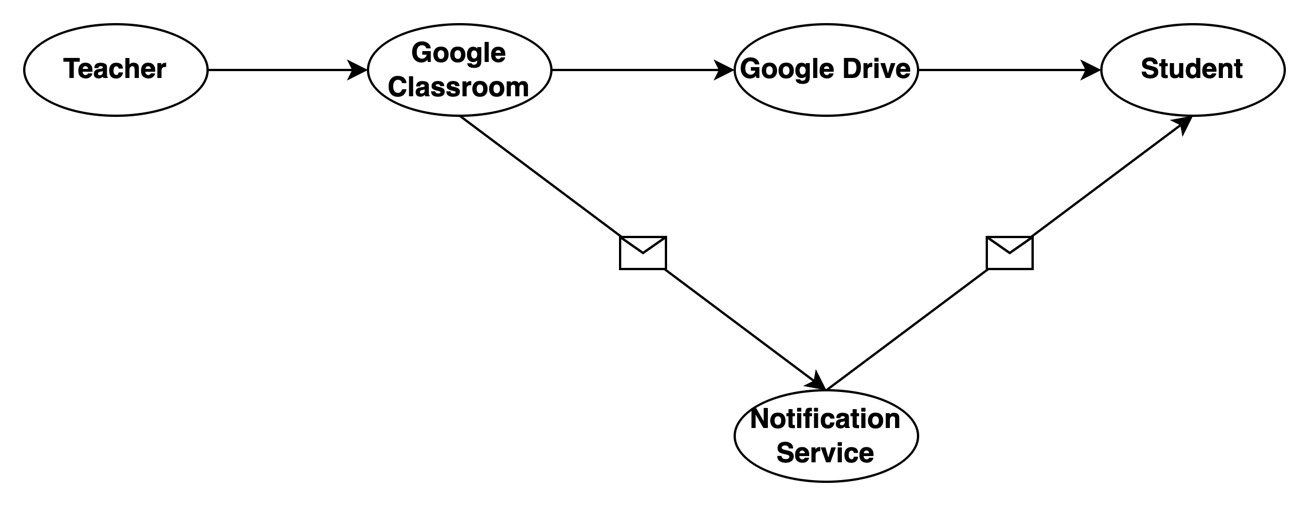 Teacher
Google
Classroom
Google Drive
Student
Notification
Service